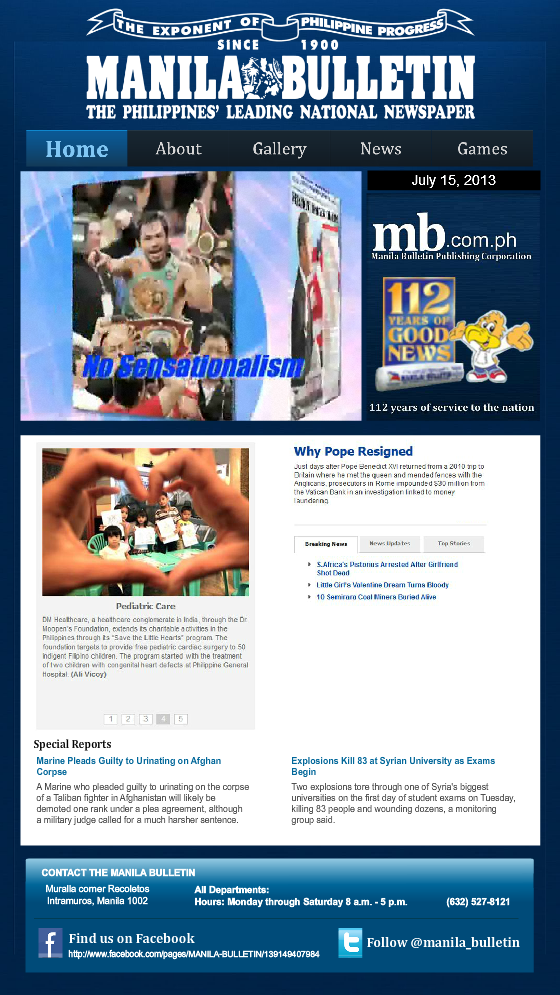 THE EXPONENT OF PHILIPPINE PROGRESS
SINCE 1900
MANILA BULLETIN
THE PHILIPPINES' LEADING NATIONAL NEWSPAPER
Home About Gallery News Games
No Sensationalism
July 15, 2013
mb.com.ph
Manila Bulletin Publishing Corporation
112
YEARS OF
GOOD
NEWS
MANILA BULLETIN
112 years of service to the nation
Pediatric Care
DM Healthcare, a healthcare conglomerate in India, through the Dr
Moopen's Foundation, extends its charitable activities in the
Philippines through its "Save the Little Hearts" program. The
foundation targets to provide free pediatric cardiac surgery to 50
indigent Filipino children. The program started with the treatment
of two children with congenital heart defects at Philippine General
Hospital. (Ali Vicoy)
1 2 3 4 5
Why Pope Resigned
Just days after Pope Benedict XVI returned from a 2010 trip to
Britain where he met the queen and mended fences with the
Anglicans, prosecutors in Rome impounded $30 million from
the Vatican Bank in an investigation linked to money
laundering.
Breaking News News Updates Top Stories
S.Africa's Pistorius Arrested After Girlfriend
Shot Dead
Little Girl's Valentine Dream Turns Bloody
10 Semirara Coal Miners Buried Alive
Special Reports
Marine Pleads Guilty to Urinating on Afghan
Corpse
A Marine who pleaded guilty to urinating on the corpse
of a Taliban fighter in Afghanistan will likely be
demoted one rank under a plea agreement, although
a military judge called for a much harsher sentence.
Explosions Kill 83 at Syrian University as Exams
Begin
Two explosions tore through one of Syria's biggest
universities on the first day of student exams on Tuesday,
killing 83 people and wounding dozens, a monitoring
group said.
CONTACT THE MANILA BULLETIN
Muralla corner Recoletos
Intramuros, Manila 1002
All Departments:
Hours: Monday through Saturday 8 a.m. - 5 p.m.
(632) 527-8121
Find us on Facebook
http://www.facebook.com/pages/MANILA-BULLETIN/139149407984
Follow @manila_bulletin